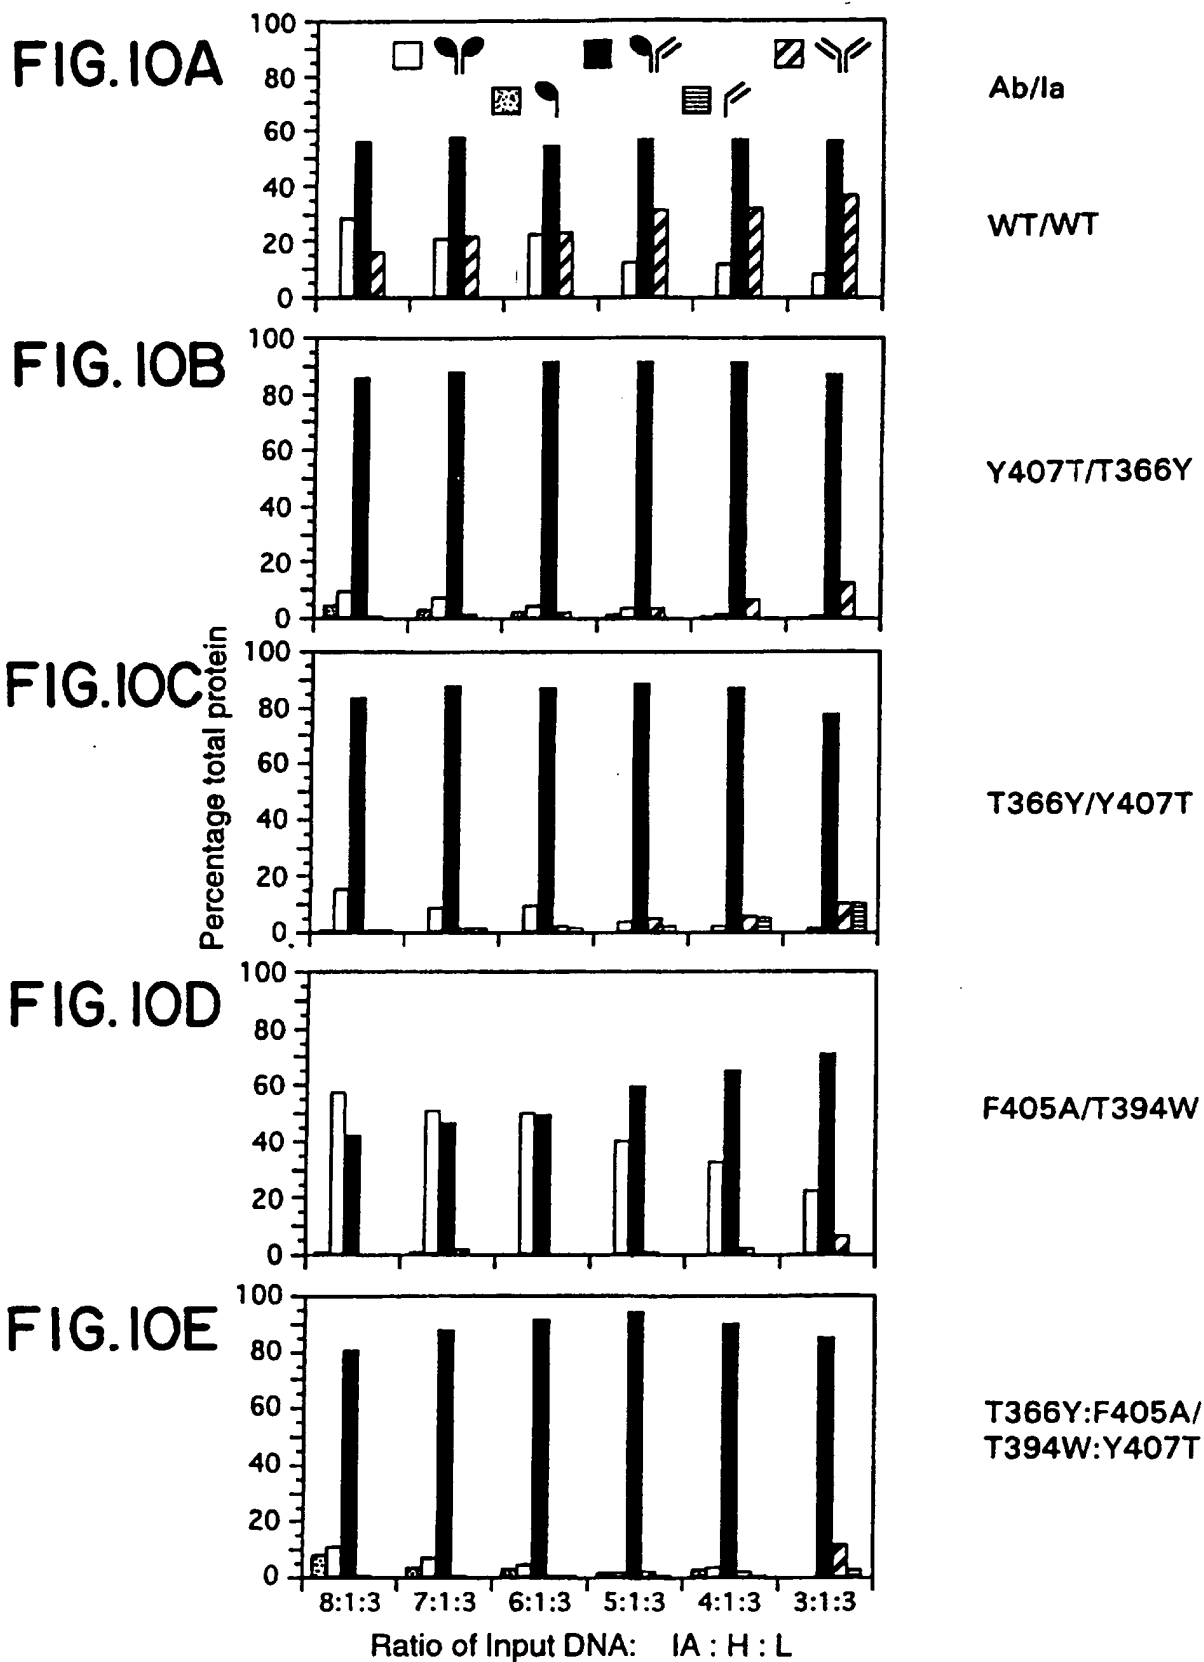 FIG.10A
100
80
60
40
20
0
Ab/Ia
WT/WT
FIG.10B
100
80
60
40
20
0
Y407T/T366Y
FIG.10C
Percentage total protein
100
80
60
40
20
0
T366Y/Y407T
FIG.10D
100
80
60
40
20
0
F405A/T394W
FIG.10E
100
80
60
40
20
0
T366Y:F405A/
T394W:Y407T
8:1:3 7:1:3 6:1:3 5:1:3 4:1:3 3:1:3
Ratio of Input DNA: IA : H : L